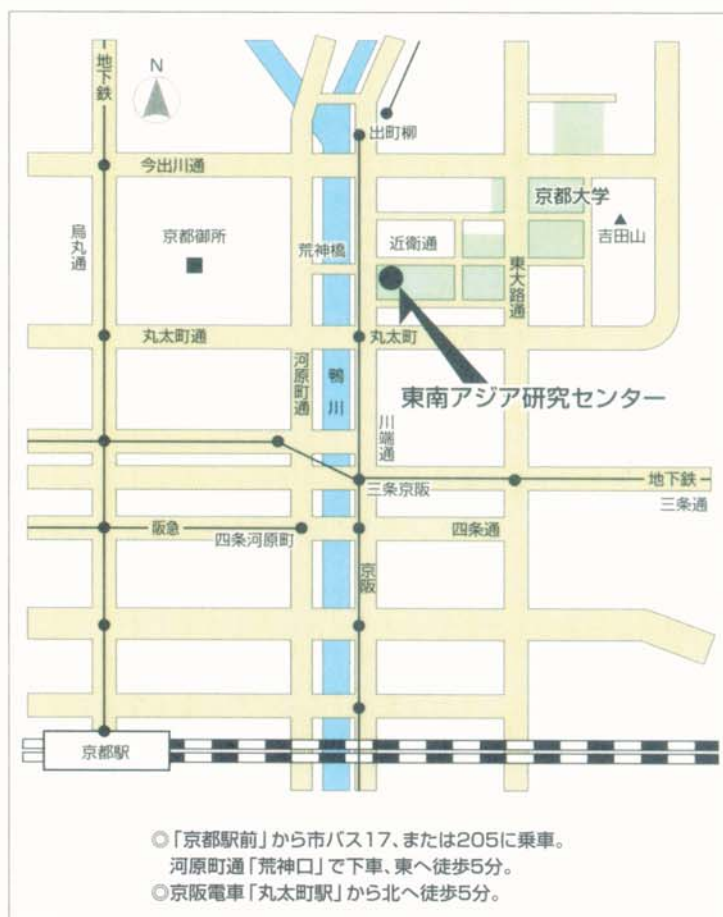 地下鉄
N
出町柳
今出川通
京都大学
吉田山
烏丸通
京都御所
荒神橋
近衛通
東大路通
丸太町通
丸太町
河原町通
鴨川
東南アジア研究センター
川端通
三条京阪
地下鉄
三条通
阪急
四条河原町
四条通
京阪
京都駅
◎「京都駅前」から市バス17、または205に乗車。
河原町通「荒神口」で下車、東へ徒歩5分。
◎京阪電車「丸太町駅」から北へ徒歩5分。